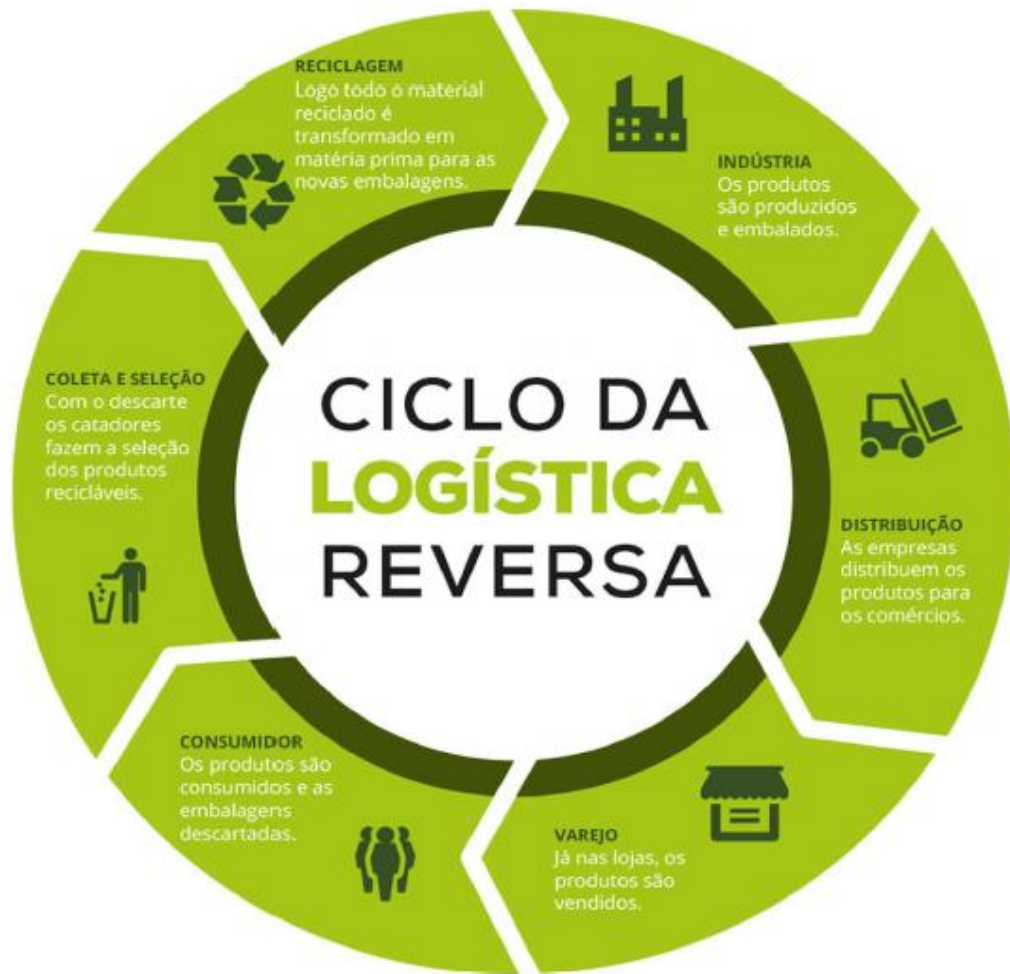 CICLO DA
LOGÍSTICA
REVERSA
INDÚSTRIA
Os produtos
são produzidos
e embalados.
DISTRIBUIÇÃO
As empresas
distribuem os
produtos para
os comércios.
VAREJO
Já nas lojas, os
produtos são
vendidos.
CONSUMIDOR
Os produtos são
consumidos e as
embalagens
descartadas.
COLETA E SELEÇÃO
Com o descarte
os catadores
fazem a seleção
dos produtos
recicláveis.
RECICLAGEM
Logo todo o material
reciclado é
transformado em
matéria prima para as
novas embalagens.